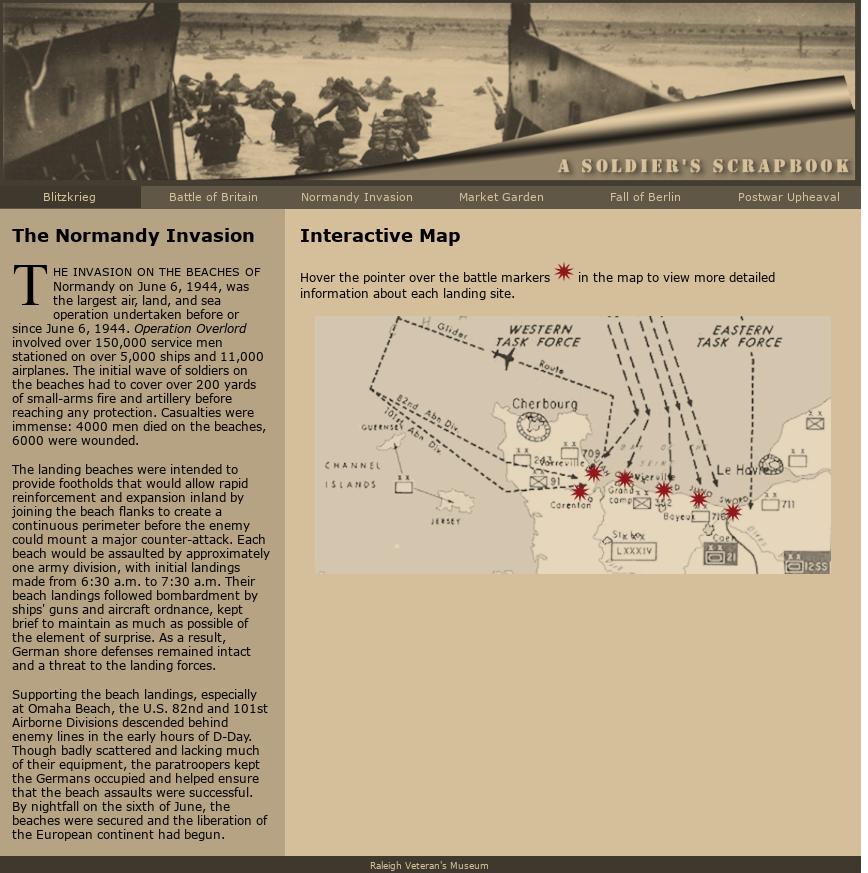 A SOLDIER'S SCRAPBOOK
Blitzkrieg
Battle of Britain
Normandy Invasion
Market Garden
Fall of Berlin
Postwar Upheaval
The Normandy Invasion
THE INVASION ON THE BEACHES OF
Normandy on June 6, 1944, was
the largest air, land, and sea
operation undertaken before or
since June 6, 1944. Operation Overlord
involved over 150,000 service men
stationed on over 5,000 ships and 11,000
airplanes. The initial wave of soldiers on
the beaches had to cover over 200 yards
of small-arms fire and artillery before
reaching any protection. Casualties were
immense: 4000 men died on the beaches,
6000 were wounded.
The landing beaches were intended to
provide footholds that would allow rapid
reinforcement and expansion inland by
joining the beach flanks to create a
continuous perimeter before the enemy
could mount a major counter-attack. Each
beach would be assaulted by approximately
one army division, with initial landings
made from 6:30 a.m. to 7:30 a.m. Their
beach landings followed bombardment by
ships' guns and aircraft ordnance, kept
brief to maintain as much as possible of
the element of surprise. As a result,
German shore defenses remained intact
and a threat to the landing forces.
Supporting the beach landings, especially
at Omaha Beach, the U.S. 82nd and 101st
Airborne Divisions descended behind
enemy lines in the early hours of D-Day.
Though badly scattered and lacking much
of their equipment, the paratroopers kept
the Germans occupied and helped ensure
that the beach assaults were successful.
By nightfall on the sixth of June, the
beaches were secured and the liberation of
the European continent had begun.
Interactive Map
Hover the pointer over the battle markers in the map to view more detailed
information about each landing site.
Glider
Route
WESTERN
TASK FORCE
EASTERN
TASK FORCE
82nd Abn Div.
101st Abn Div.
Cherbourg
GUERNSEY
CHANNEL
ISLANDS
JERSEY
709
243
91
Carentan
Grand
camp
352
JUNO
SWORD
Le Havre
711
716
Bayeux
Caen
LXXXIV
21
12SS
Raleigh Veteran's Museum